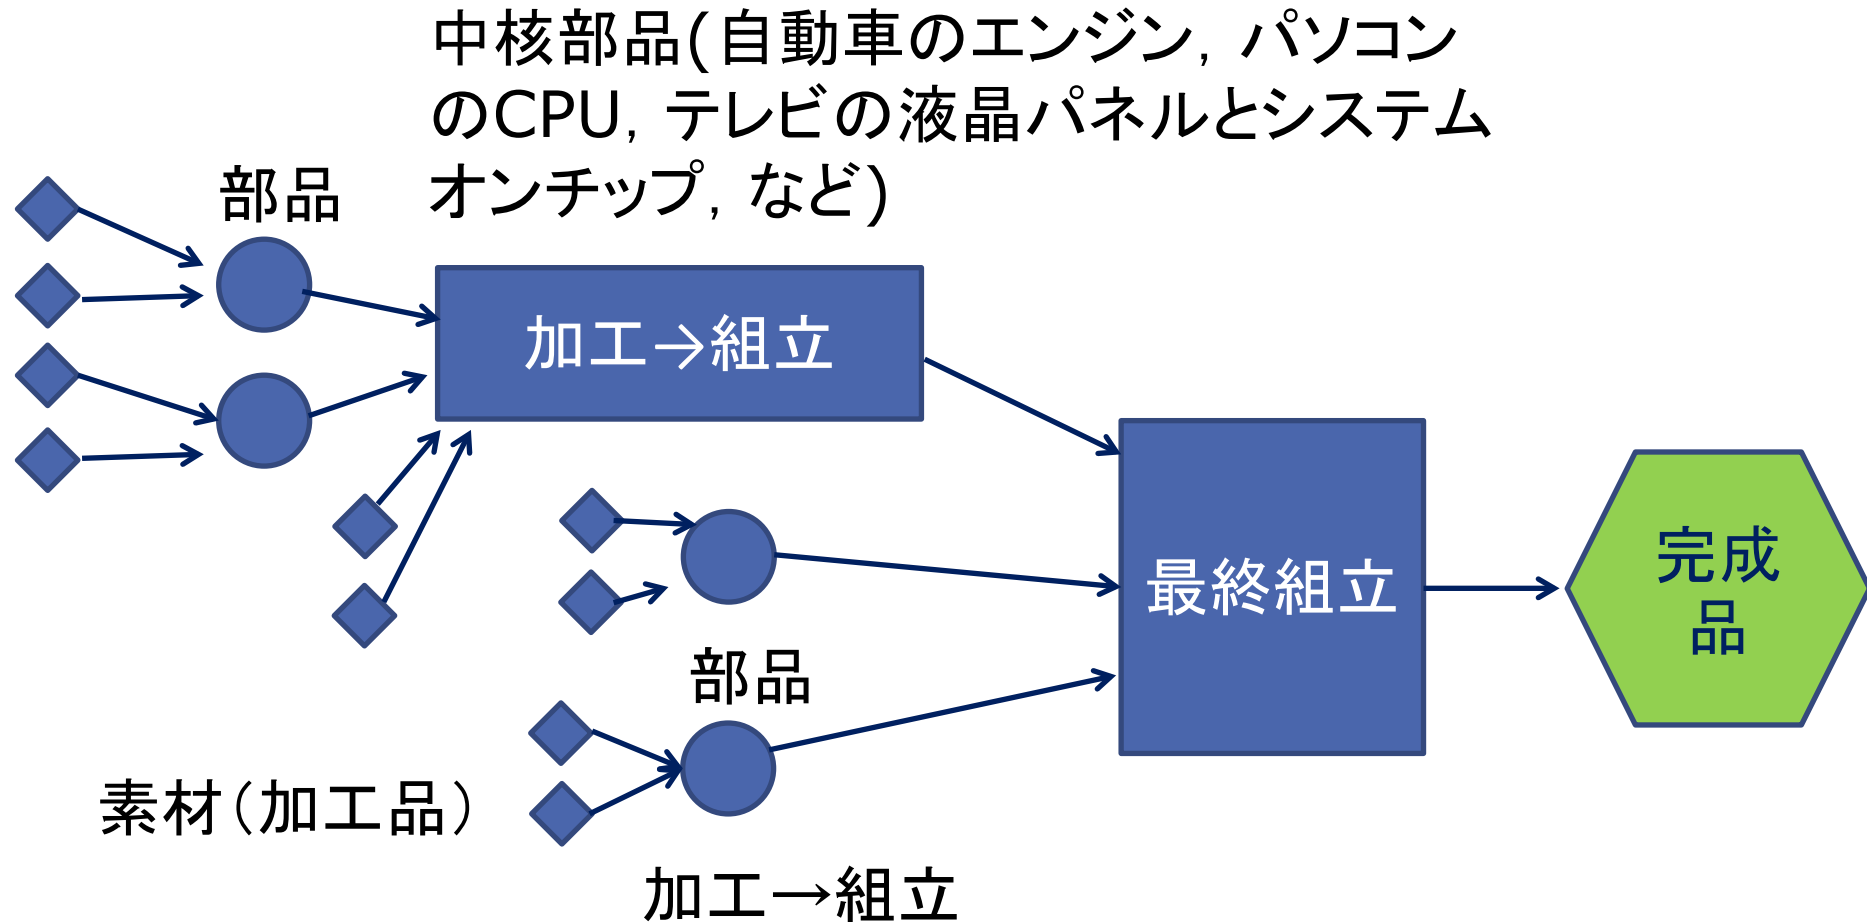 中核部品(自動車のエンジン,パソコン
のCPU,テレビの液晶パネルとシステム
オンチップ,など)
部品
加工→組立
最終組立
完成
品
部品
素材(加工品)
加工→組立